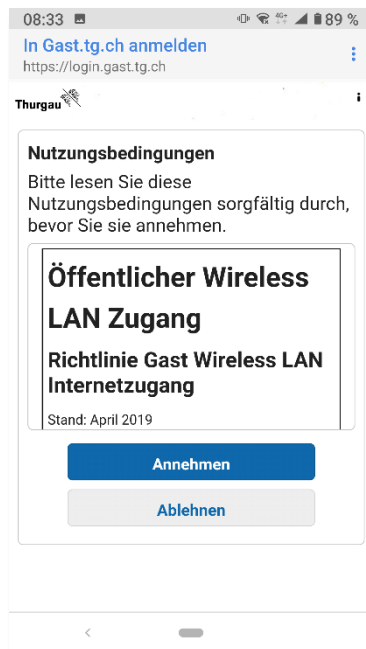 08:33 4G+ 89 %
In Gast.tg.ch anmelden
https://login.gast.tg.ch
Thurgau
i
Nutzungsbedingungen
Bitte lesen Sie diese
Nutzungsbedingungen sorgfältig durch,
bevor Sie sie annehmen.
Öffentlicher Wireless
LAN Zugang
Richtlinie Gast Wireless LAN
Internetzugang
Stand: April 2019
Annehmen
Ablehnen